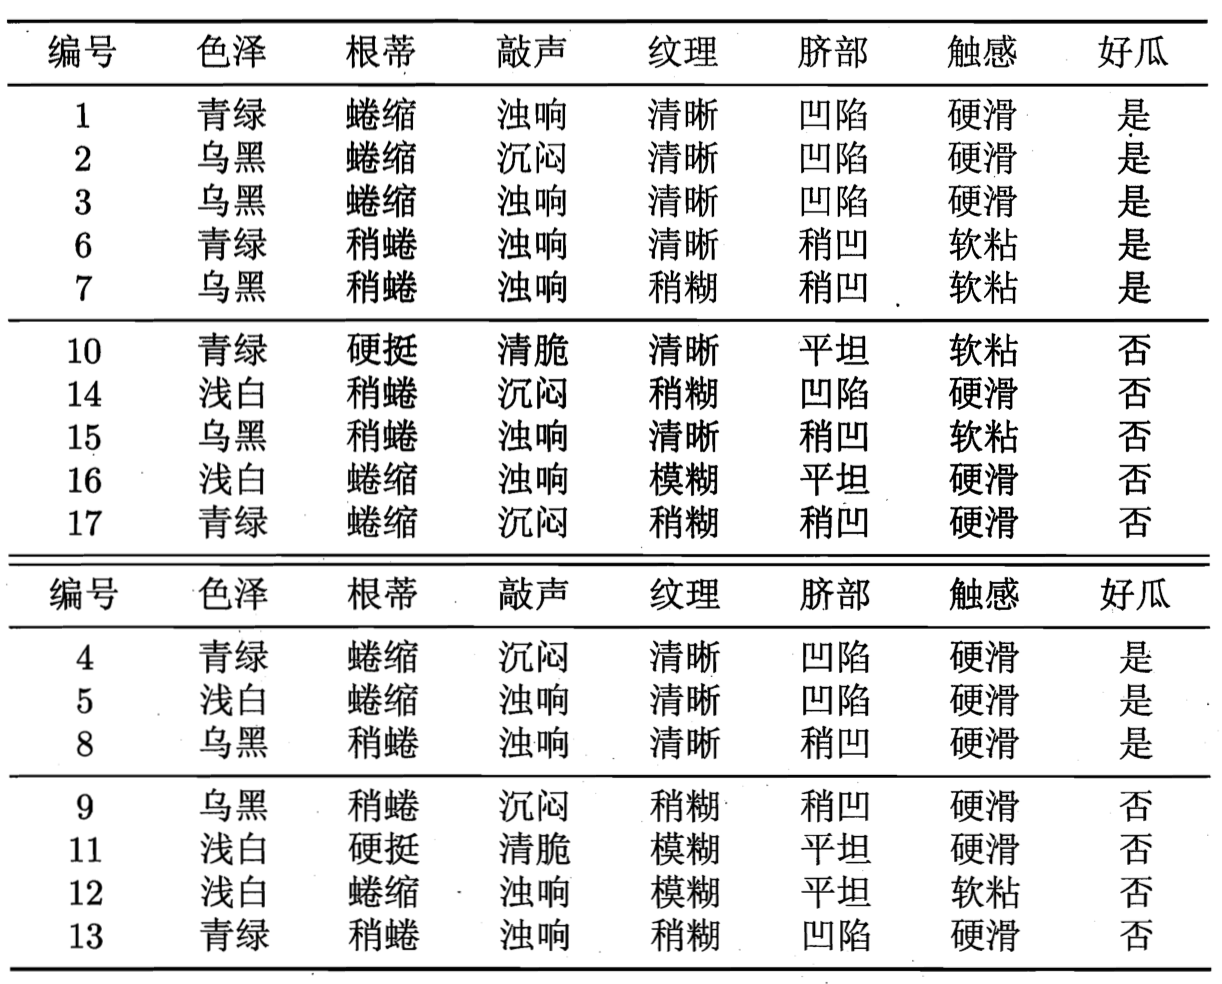 编号 色泽 根蒂 敲声 纹理 脐部 触感 好瓜
1 青绿 蜷缩 浊响 清晰 凹陷 硬滑 是
2 乌黑 蜷缩 沉闷 清晰 凹陷 硬滑 是
3 乌黑 蜷缩 浊响 清晰 凹陷 硬滑 是
6 青绿 稍蜷 浊响 清晰 稍凹 软粘 是
7 乌黑 稍蜷 浊响 稍糊 稍凹 软粘 是
10 青绿 硬挺 清脆 清晰 平坦 软粘 否
14 浅白 稍蜷 沉闷 稍糊 凹陷 硬滑 否
15 乌黑 稍蜷 浊响 清晰 稍凹 软粘 否
16 浅白 蜷缩 浊响 模糊 平坦 硬滑 否
17 青绿 蜷缩 沉闷 稍糊 稍凹 硬滑 否
编号 色泽 根蒂 敲声 纹理 脐部 触感 好瓜
4 青绿 蜷缩 沉闷 清晰 凹陷 硬滑 是
5 浅白 蜷缩 浊响 清晰 凹陷 硬滑 是
8 乌黑 稍蜷 浊响 清晰 稍凹 硬滑 是
9 乌黑 稍蜷 沉闷 稍糊 稍凹 硬滑 否
11 浅白 硬挺 清脆 模糊 平坦 硬滑 否
12 浅白 蜷缩 浊响 模糊 平坦 软粘 否
13 青绿 稍蜷 浊响 稍糊 凹陷 硬滑 否